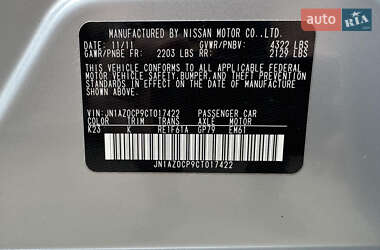 AUTO RIA.com
MANUFACTURED BY NISSAN MOTOR CO.,LTD.
DATE: 11/11 GVWR/PNBV: 4322 LBS
GAWR/PNBE FR: 2203 LBS RR: 2129 LBS
THIS VEHICLE CONFORMS TO ALL APPLICABLE
FEDERAL MOTOR VEHICLE
SAFETY, BUMPER, AND THEFT PREVENTION
STANDARDS IN EFFECT ON THE DATE OF
MANUFACTURE SHOWN ABOVE.
VIN: JN1AZ0CP9CT017422 PASSENGER CAR
COLOR TRIM TRANS AXLE MOTOR
K23 K RE1F61A GP79 EM61
JN1AZ0CP9CT017422